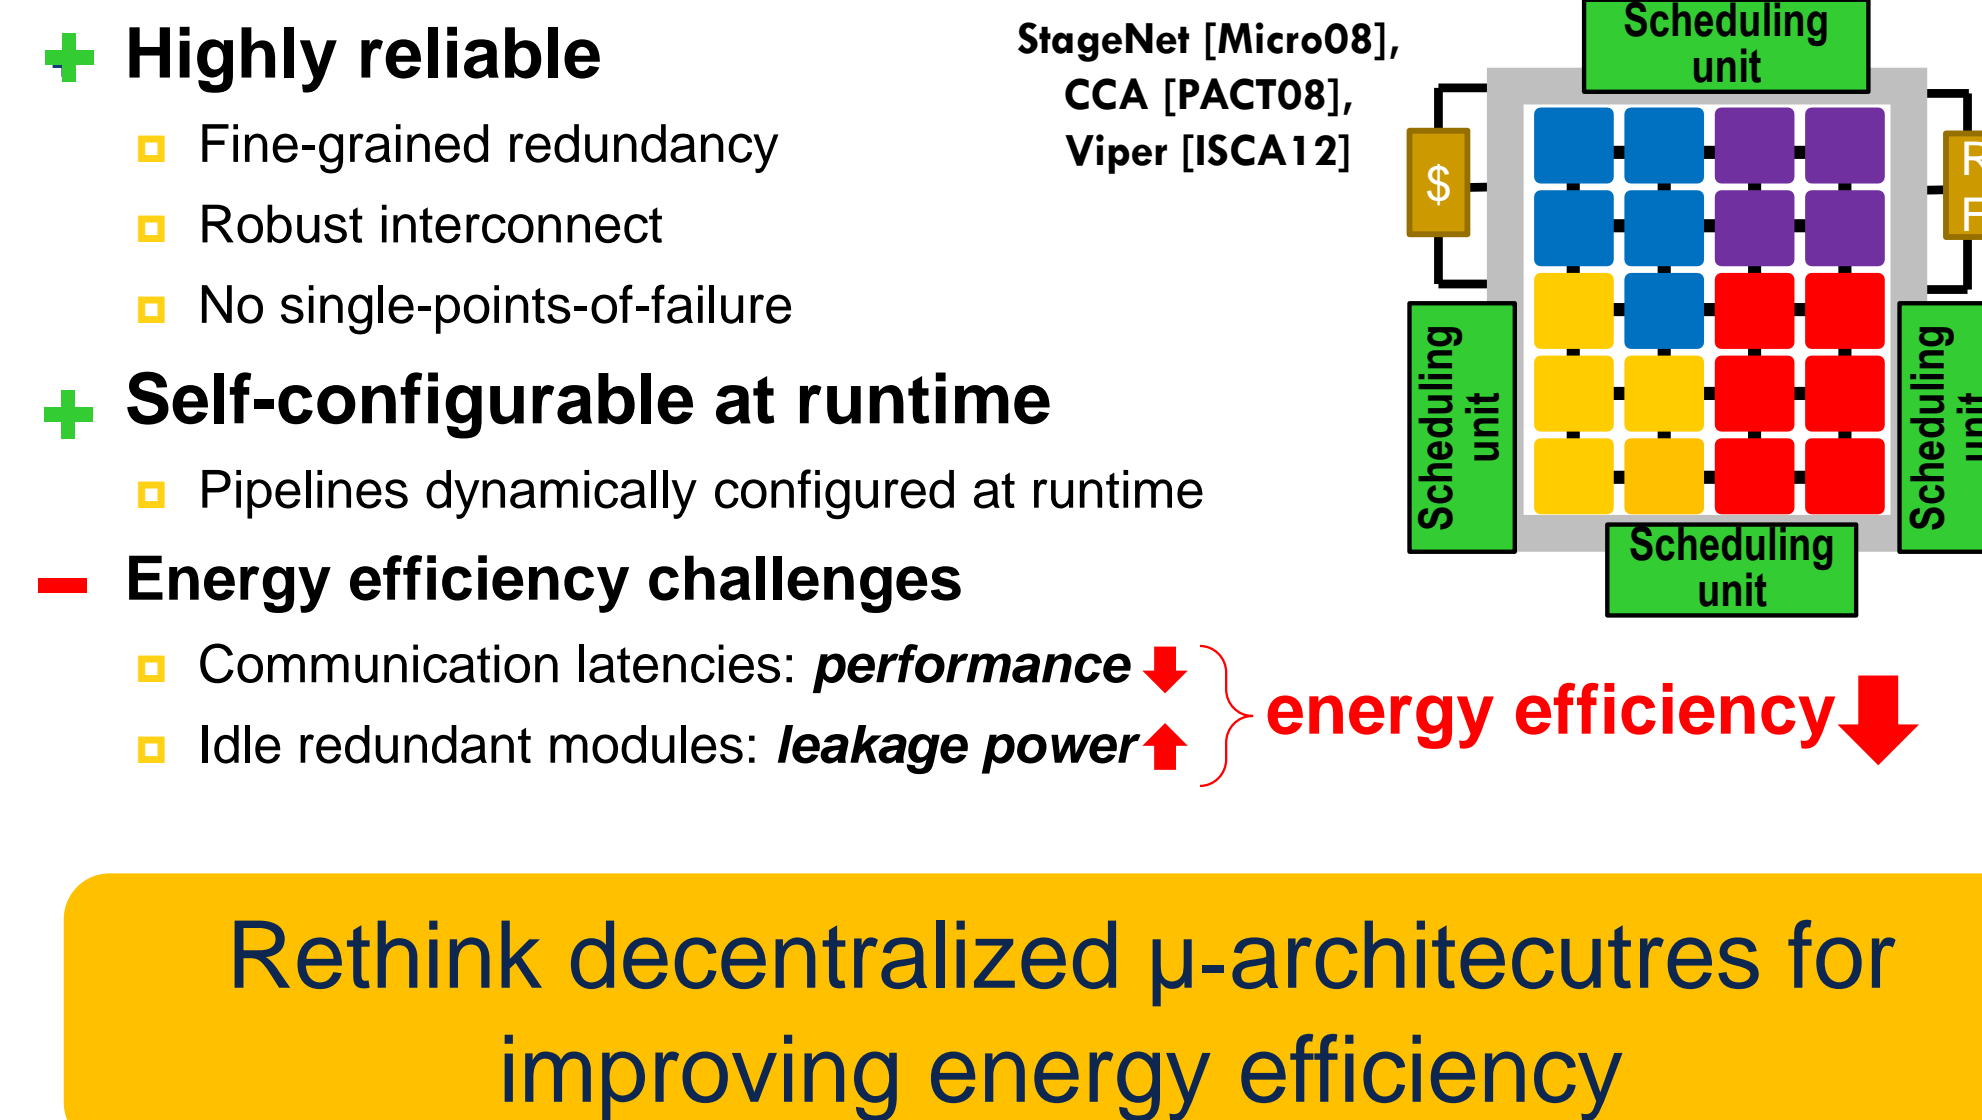 Highly reliable
Fine-grained redundancy
Robust interconnect
No single-points-of-failure
Self-configurable at runtime
Pipelines dynamically configured at runtime
Energy efficiency challenges
Communication latencies: performance
Idle redundant modules: leakage power
energy efficiency
StageNet [Micro08],
CCA [PACT08],
Viper [ISCA12]
Scheduling
unit
$
R
F
Scheduling
unit
Scheduling
unit
Scheduling
unit
Rethink decentralized µ-architecutres for
improving energy efficiency